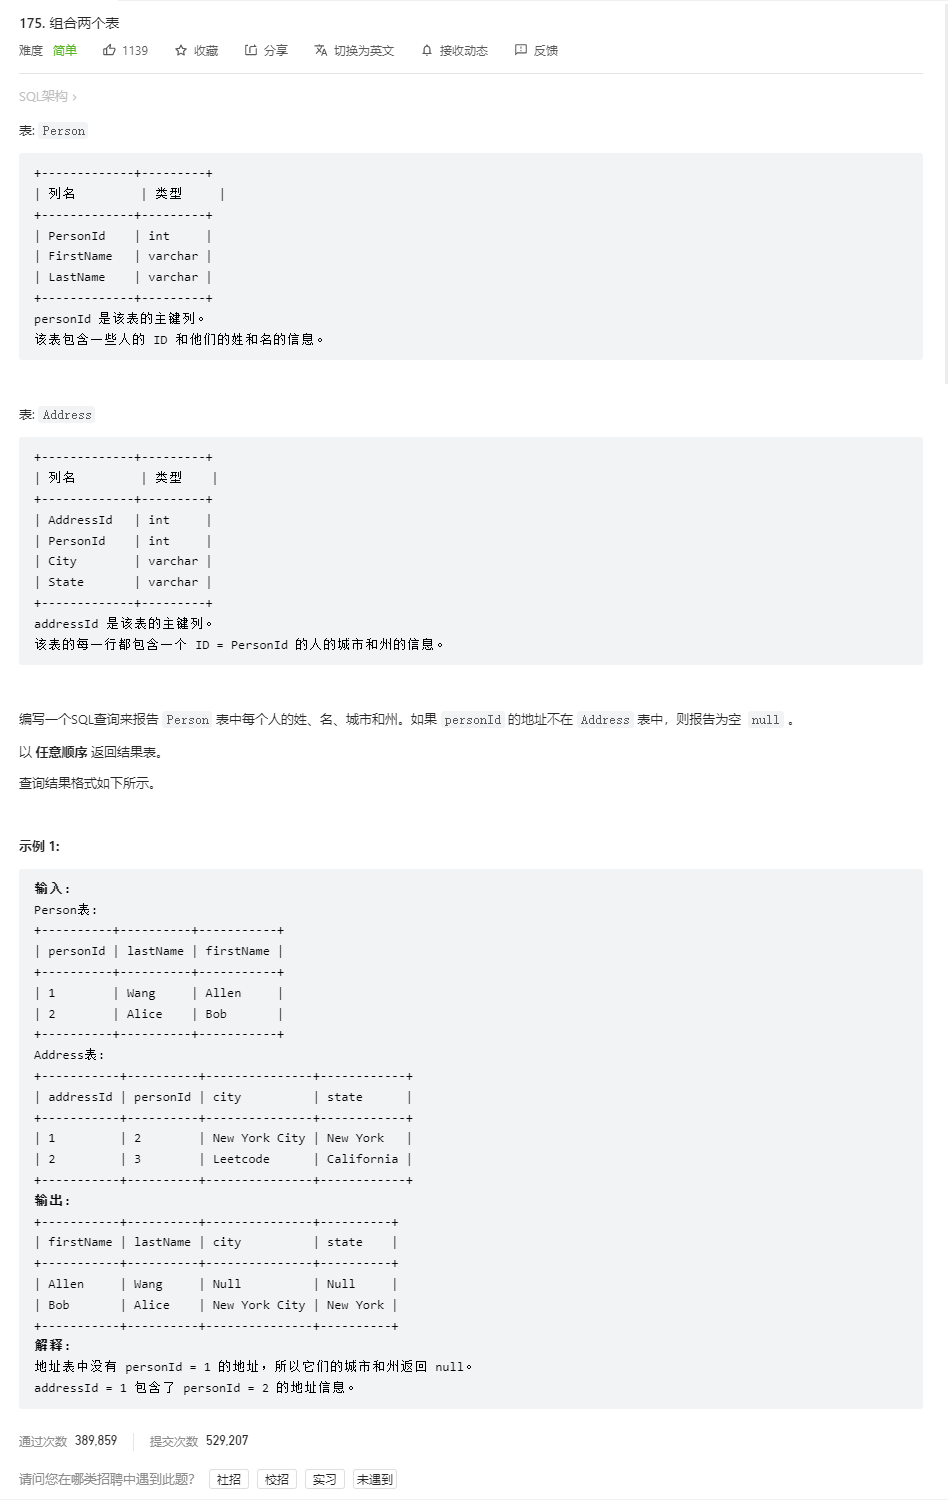 175. 组合两个表
难度 简单 1139 收藏 分享 切换为英文 接收动态 反馈
SQL架构 ›
表: Person
+-------------+---------+
| 列名         | 类型     |
+-------------+---------+
| PersonId    | int     |
| FirstName   | varchar |
| LastName    | varchar |
+-------------+---------+
personId 是该表的主键列。
该表包含一些人的 ID 和他们的姓和名的信息。
表: Address
+-------------+---------+
| 列名         | 类型    |
+-------------+---------+
| AddressId   | int     |
| PersonId    | int     |
| City        | varchar |
| State       | varchar |
+-------------+---------+
addressId 是该表的主键列。
该表的每一行都包含一个 ID = PersonId 的人的城市和州的信息。
编写一个SQL查询来报告 Person 表中每个人的姓、名、城市和州。如果 personId 的地址不在 Address 表中，则报告为空 null 。
以 任意顺序 返回结果表。
查询结果格式如下所示。
示例 1:
输入:
Person表:
+----------+----------+-----------+
| personId | lastName | firstName |
+----------+----------+-----------+
| 1        | Wang     | Allen     |
| 2        | Alice    | Bob       |
+----------+----------+-----------+
Address表:
+-----------+----------+---------------+------------+
| addressId | personId | city          | state      |
+-----------+----------+---------------+------------+
| 1         | 2        | New York City | New York   |
| 2         | 3        | Leetcode      | California |
+-----------+----------+---------------+------------+
输出:
+-----------+----------+---------------+----------+
| firstName | lastName | city          | state    |
+-----------+----------+---------------+----------+
| Allen     | Wang     | Null          | Null     |
| Bob       | Alice    | New York City | New York |
+-----------+----------+---------------+----------+
解释:
地址表中没有 personId = 1 的地址，所以它们的城市和州返回 null。
addressId = 1 包含了 personId = 2 的地址信息。
通过次数 389,859 提交次数 529,207
请问您在哪类招聘中遇到此题? 社招 校招 实习 未遇到